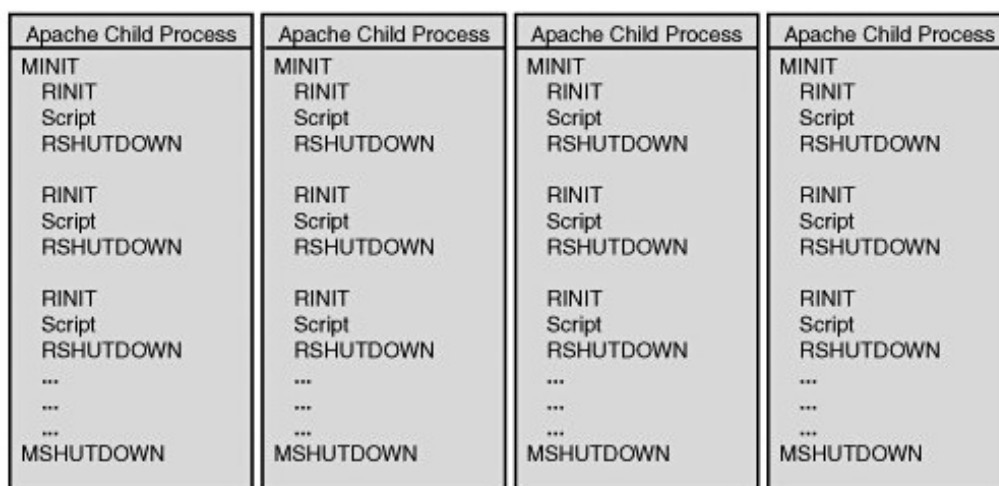 Apache Child Process
MINIT
RINIT
Script
RSHUTDOWN
RINIT
Script
RSHUTDOWN
RINIT
Script
RSHUTDOWN
...
...
...
MSHUTDOWN
Apache Child Process
MINIT
RINIT
Script
RSHUTDOWN
RINIT
Script
RSHUTDOWN
RINIT
Script
RSHUTDOWN
...
...
...
MSHUTDOWN
Apache Child Process
MINIT
RINIT
Script
RSHUTDOWN
RINIT
Script
RSHUTDOWN
RINIT
Script
RSHUTDOWN
...
...
...
MSHUTDOWN
Apache Child Process
MINIT
RINIT
Script
RSHUTDOWN
RINIT
Script
RSHUTDOWN
RINIT
Script
RSHUTDOWN
...
...
...
MSHUTDOWN